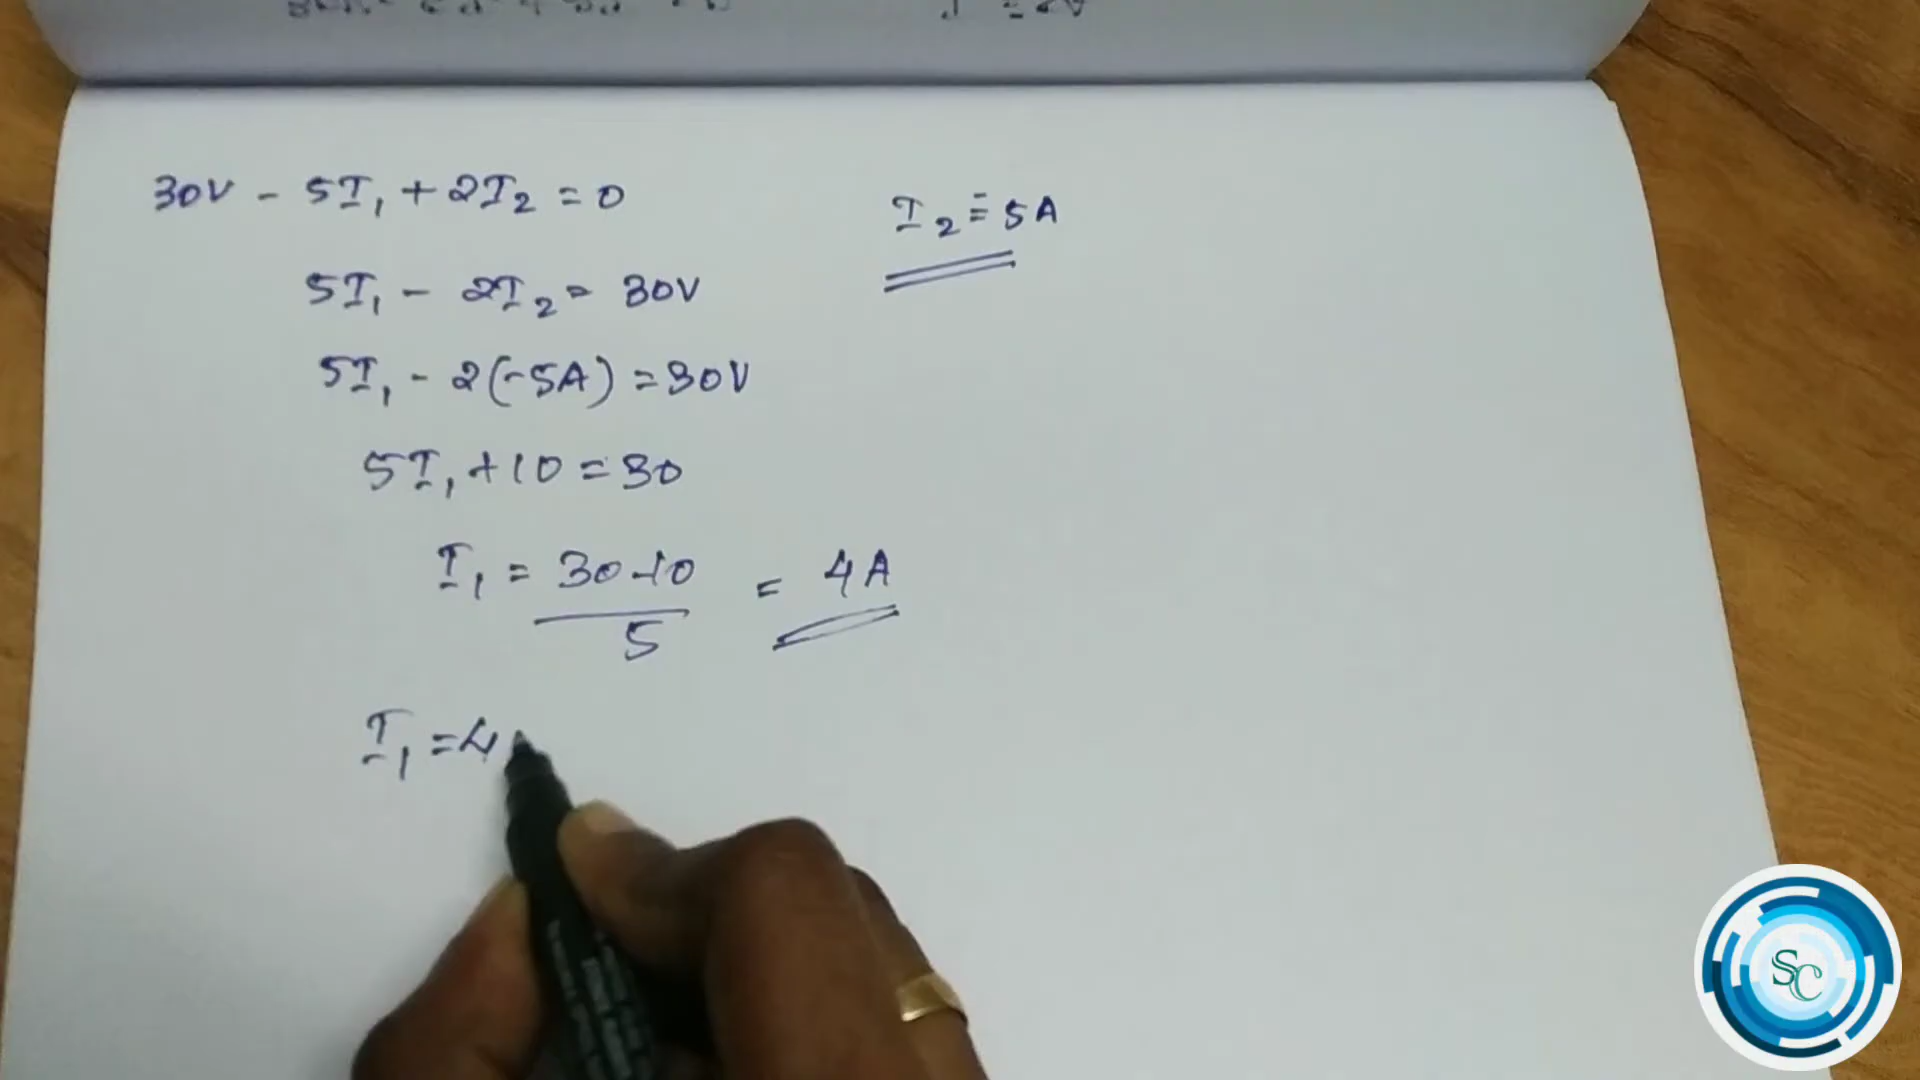 30V - 5I₁ + 2I₂ = 0
I₂ = -5A
5I₁ - 2I₂ = 30V
5I₁ - 2(-5A) = 30V
5I₁ + 10 = 30
I₁ = 30-10 / 5 = 4A
I₁ = 4
SC